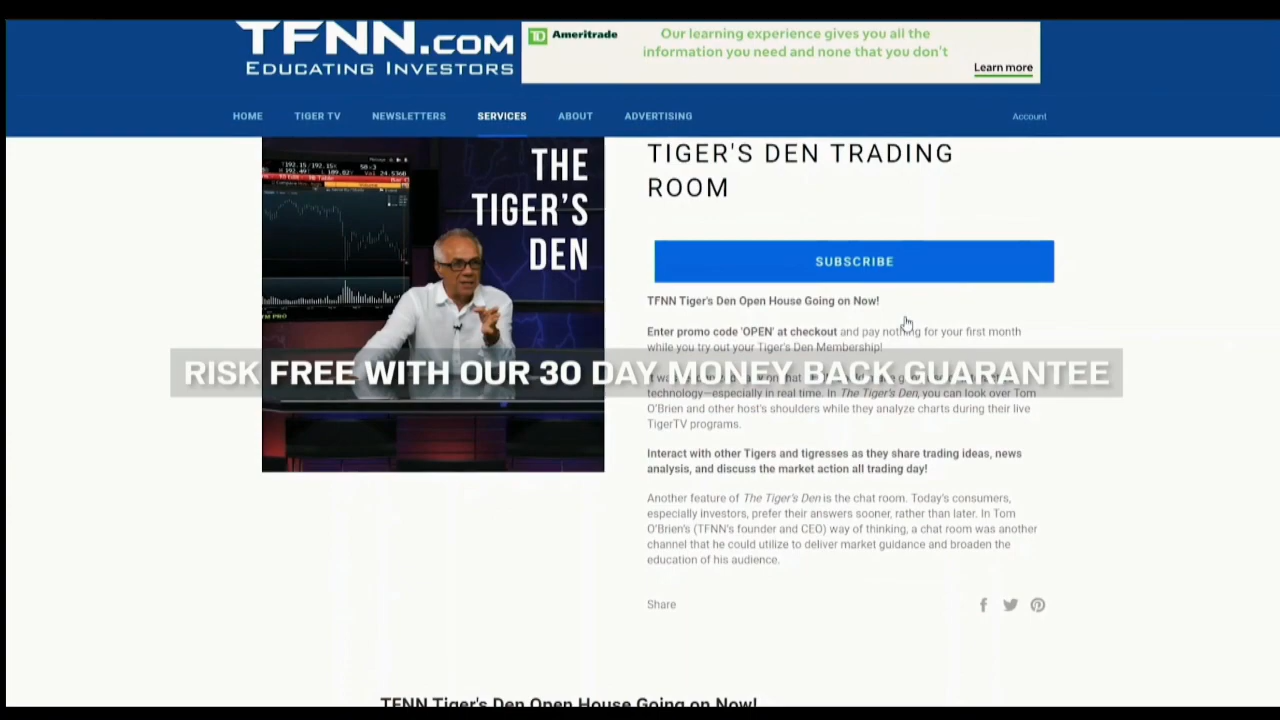 TFNN.COM
EDUCATING INVESTORS
TD Ameritrade
Our learning experience gives you all the
information you need and none that you don't
Learn more
HOME TIGER TV NEWSLETTERS SERVICES ABOUT ADVERTISING Account
THE
TIGER'S
DEN
TIGER'S DEN TRADING
ROOM
SUBSCRIBE
TFNN Tiger's Den Open House Going on Now!
Enter promo code 'OPEN' at checkout and pay nothing for your first month
while you try out your Tiger's Den Membership!
RISK FREE WITH OUR 30 DAY MONEY BACK GUARANTEE
technology—especially in real time. In The Tiger's Den, you can look over Tom
O'Brien and other host's shoulders while they analyze charts during their live
TigerTV programs.
Interact with other Tigers and tigresses as they share trading ideas, news
analysis, and discuss the market action all trading day!
Another feature of The Tiger's Den is the chat room. Today's consumers,
especially investors, prefer their answers sooner, rather than later. In Tom
O'Brien's (TFNN's founder and CEO) way of thinking, a chat room was another
channel that he could utilize to deliver market guidance and broaden the
education of his audience.
Share
TFNN Tiger's Den Open House Going on Now!